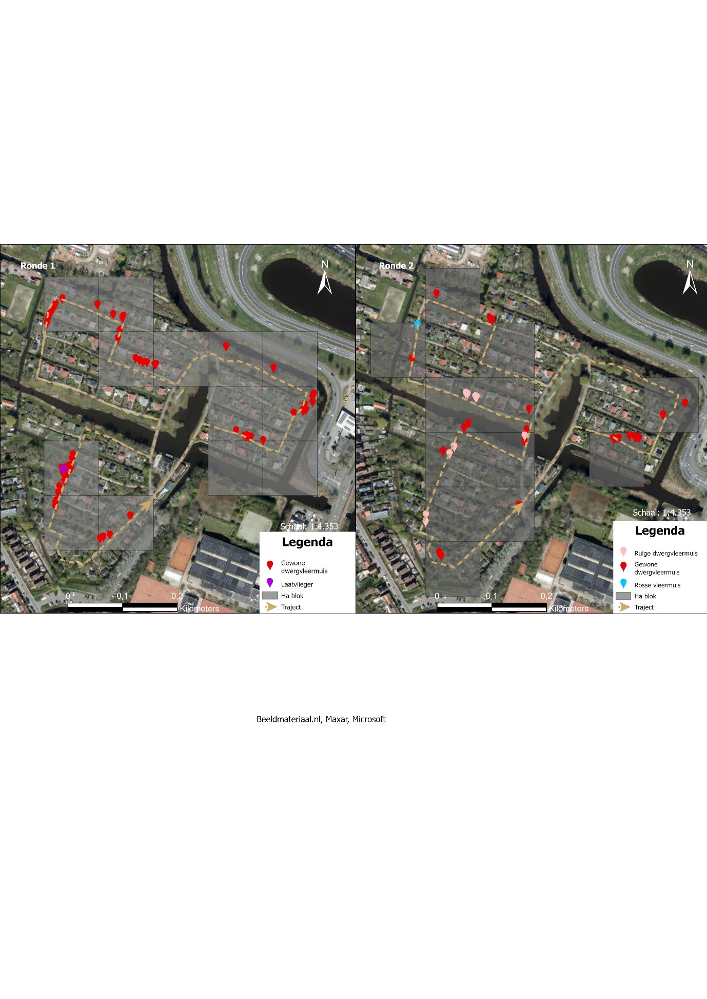 Ronde 1
N
Schaal: 1:4.353
Legenda
Gewone
dwergvleermuis
Laatvlieger
Ha blok
Traject
0
0,1
0,2
Kilometers
Ronde 2
N
Schaal: 1:4.353
Legenda
Ruige dwergvleermuis
Gewone
dwergvleermuis
Rosse vleermuis
Ha blok
Traject
0
0,1
0,2
Kilometers
Beeldmateriaal.nl, Maxar, Microsoft